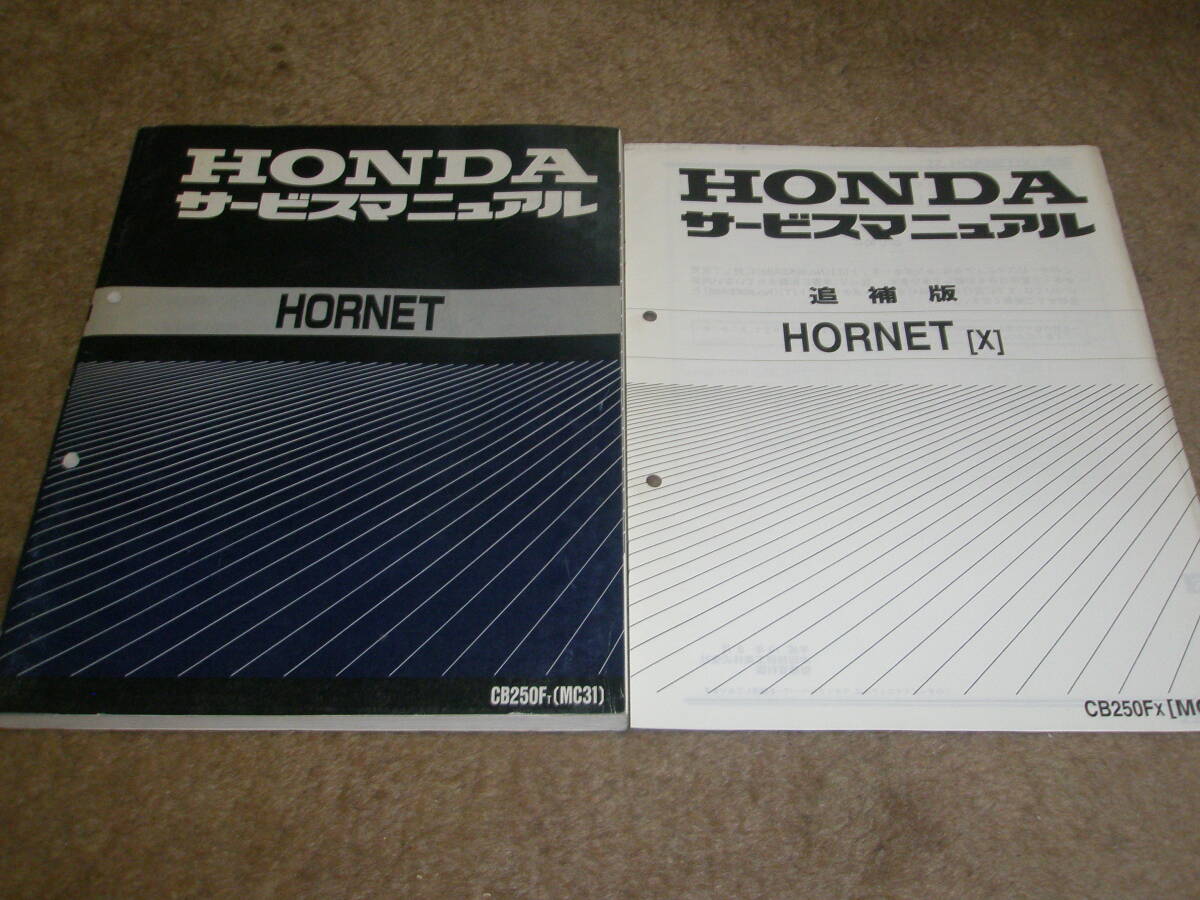 HONDA
サービスマニュアル
HORNET
CB250FT(MC31)
HONDA
サービスマニュアル
追補版
HORNET [X]
CB250FX[MC